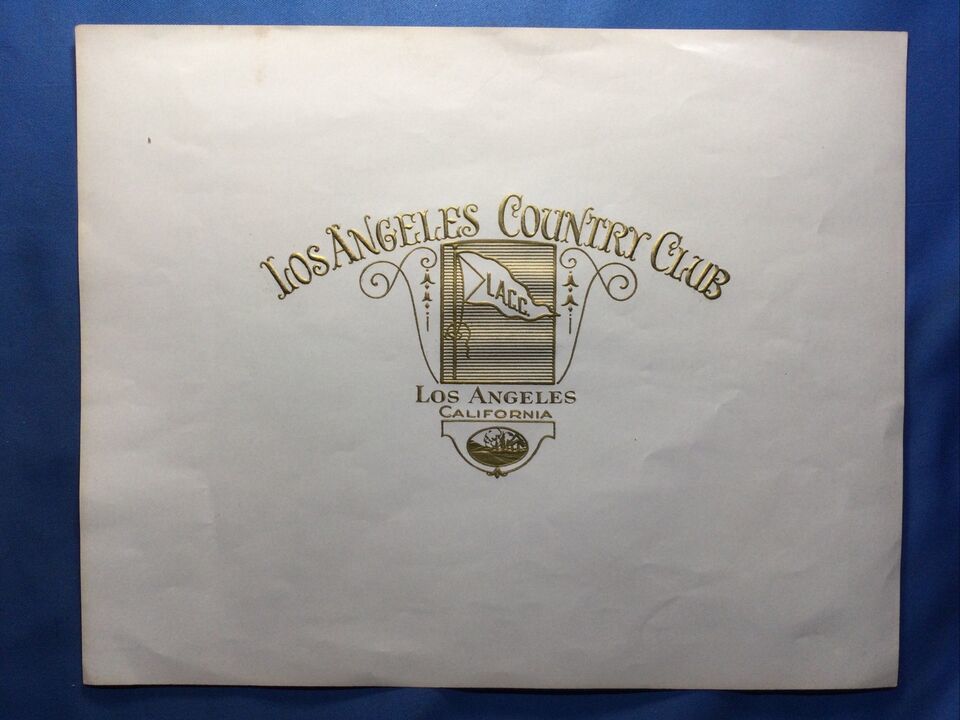 Los Angeles Country Club
L.A.C.C.
Los Angeles
California